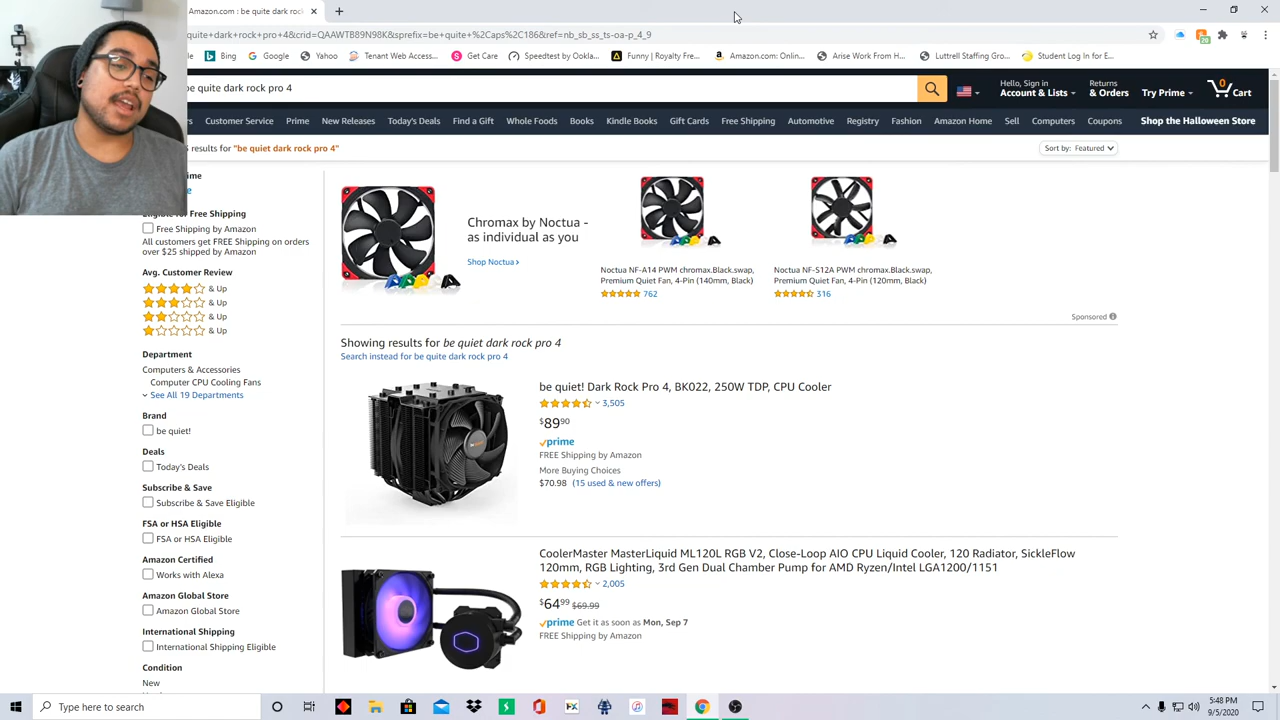 Amazon.com : be quiet dark rock
quite+dark+rock+pro+4&crid=QAAWTB89N98K&sprefix=be+quite+%2Caps%2C186&ref=nb_sb_ss_ts-oa-p_4_9
Bing
Google
Yahoo
Tenant Web Access...
Get Care
Speedtest by Ookla...
Funny | Royalty Free...
Amazon.com: Onlin...
Arise Work From H...
Luttrell Staffing Gro...
Student Log In for E...
be quite dark rock pro 4
Hello, Sign in
Account & Lists
Returns
& Orders
Try Prime
0
Cart
Customer Service
Prime
New Releases
Today's Deals
Find a Gift
Whole Foods
Books
Kindle Books
Gift Cards
Free Shipping
Automotive
Registry
Fashion
Amazon Home
Sell
Computers
Coupons
Shop the Halloween Store
results for "be quiet dark rock pro 4"
Sort by: Featured
Eligible for Free Shipping
Free Shipping by Amazon
All customers get FREE Shipping on orders
over $25 shipped by Amazon
Avg. Customer Review
& Up
& Up
& Up
& Up
Department
Computers & Accessories
Computer CPU Cooling Fans
See All 19 Departments
Brand
be quiet!
Deals
Today's Deals
Subscribe & Save
Subscribe & Save Eligible
FSA or HSA Eligible
FSA or HSA Eligible
Amazon Certified
Works with Alexa
Amazon Global Store
Amazon Global Store
International Shipping
International Shipping Eligible
Condition
New
Chromax by Noctua -
as individual as you
Shop Noctua
Noctua NF-A14 PWM chromax.Black.swap,
Premium Quiet Fan, 4-Pin (140mm, Black)
762
Noctua NF-S12A PWM chromax.Black.swap,
Premium Quiet Fan, 4-Pin (120mm, Black)
316
Sponsored
Showing results for be quiet dark rock pro 4
Search instead for be quite dark rock pro 4
be quiet! Dark Rock Pro 4, BK022, 250W TDP, CPU Cooler
3,505
$89 90
prime
FREE Shipping by Amazon
More Buying Choices
$70.98 (15 used & new offers)
CoolerMaster MasterLiquid ML120L RGB V2, Close-Loop AIO CPU Liquid Cooler, 120 Radiator, SickleFlow
120mm, RGB Lighting, 3rd Gen Dual Chamber Pump for AMD Ryzen/Intel LGA1200/1151
2,005
$64 99 $69.99
prime Get it as soon as Mon, Sep 7
FREE Shipping by Amazon
Type here to search
5:48 PM
9/5/2020